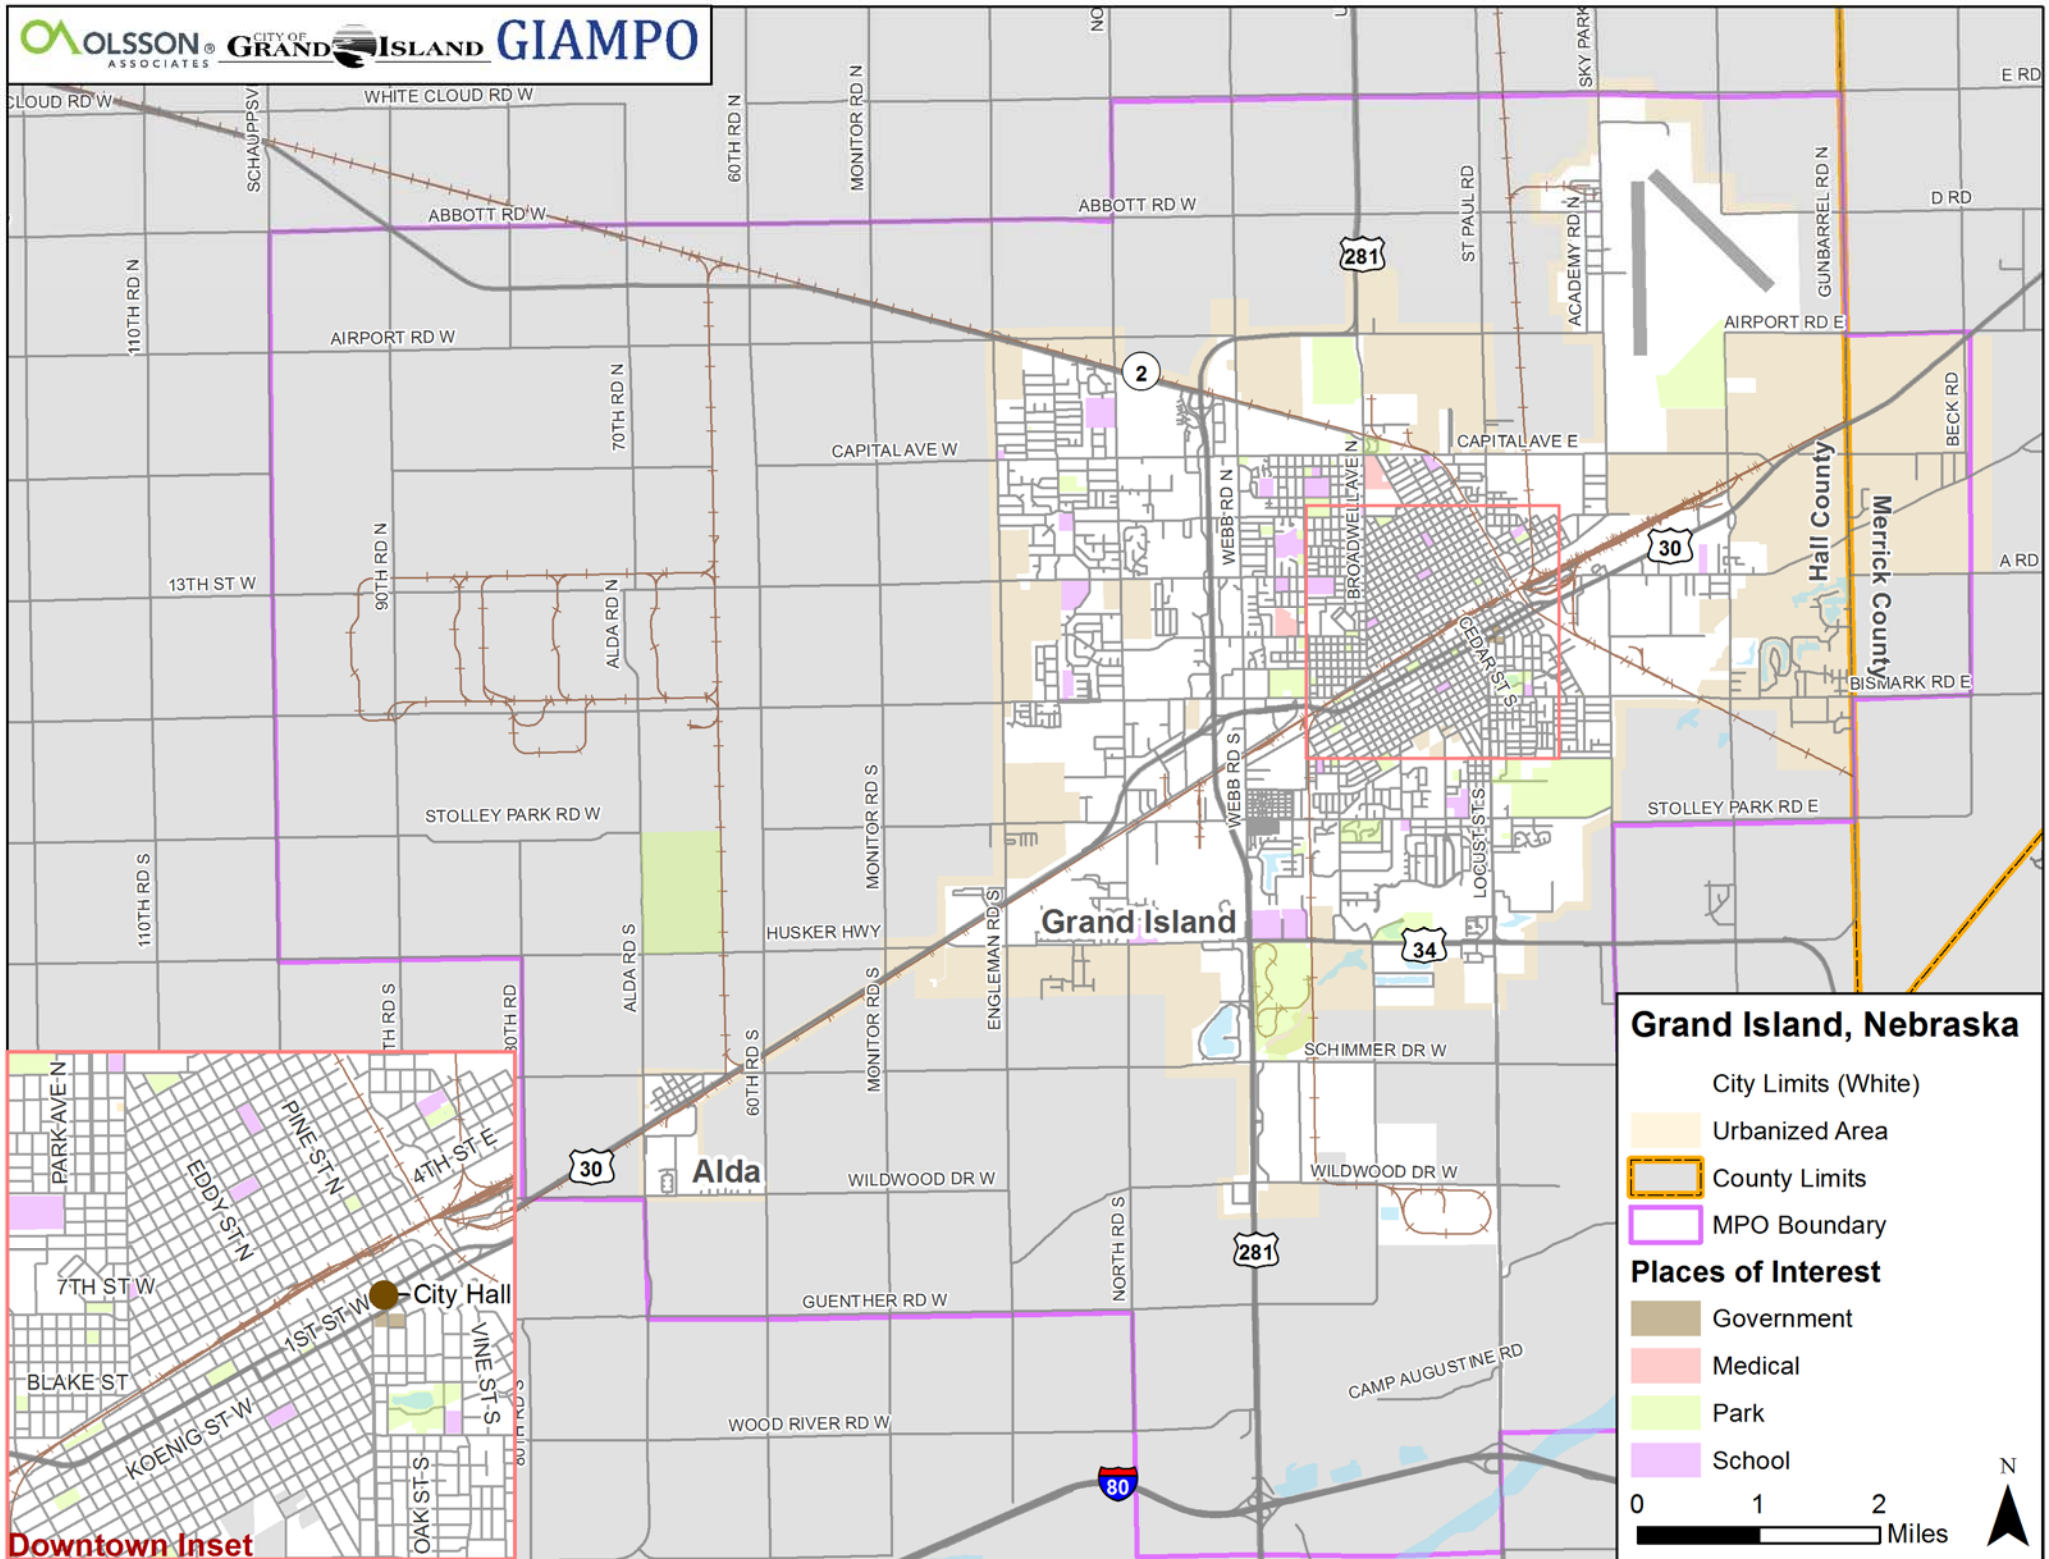 OLSSON®
ASSOCIATES
CITY OF
GRAND ISLAND
GIAMPO
NO
SKY PARK
E RD
CLOUD RD W
WHITE CLOUD RD W
SCHAUPPSV
60TH RD N
MONITOR RD N
ABBOTT RD W
ABBOTT RD W
ST PAUL RD
ACADEMY RD N
GUNBARREL RD N
D RD
281
110TH RD N
AIRPORT RD W
AIRPORT RD E
2
70TH RD N
CAPITAL AVE W
CAPITAL AVE E
BECK RD
WEBB RD N
BROADWELL AVE N
Hall County
Merrick County
30
90TH RD N
13TH ST W
ALDA RD N
A RD
CEDAR ST S
BISMARK RD E
MONITOR RD S
WEBB RD S
STOLLEY PARK RD W
STOLLEY PARK RD E
LOCUST ST S
110TH RD S
ALDA RD S
HUSKER HWY
ENGLEMAN RD S
Grand Island
34
TH RD S
80TH RD
MONITOR RD S
60TH RD S
SCHIMMER DR W
30
Alda
WILDWOOD DR W
WILDWOOD DR W
NORTH RD S
281
GUENTHER RD W
CAMP AUGUSTINE RD
WOOD RIVER RD W
80TH RD S
80
PARK AVE N
PINE ST N
4TH ST E
EDDY ST N
7TH ST W
City Hall
1ST ST W
VINE ST S
BLAKE ST
KOENIG ST W
OAK ST S
Downtown Inset
Grand Island, Nebraska
City Limits (White)
Urbanized Area
County Limits
MPO Boundary
Places of Interest
Government
Medical
Park
School
N
0 1 2
Miles